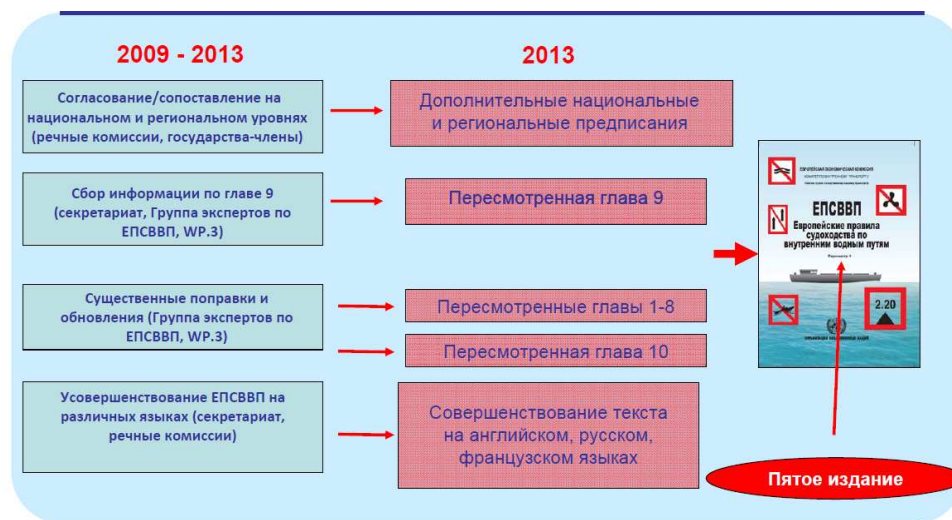 2009 - 2013
2013
Согласование/сопоставление на
национальном и региональном уровнях
(речные комиссии, государства-члены)
Дополнительные национальные
и региональные предписания
Сбор информации по главе 9
(секретариат, Группа экспертов по
ЕПСВВП, WP.3)
Пересмотренная глава 9
Существенные поправки и
обновления (Группа экспертов по
ЕПСВВП, WP.3)
Пересмотренные главы 1-8
Пересмотренная глава 10
Усовершенствование ЕПСВВП на
различных языках (секретариат,
речные комиссии)
Совершенствование текста
на английском, русском,
французском языках
ЕВРОПЕЙСКАЯ ЭКОНОМИЧЕСКАЯ КОМИССИЯ
ЕПСВВП
Европейские правила
судоходства по
внутренним водным путям
2.20
Пятое издание